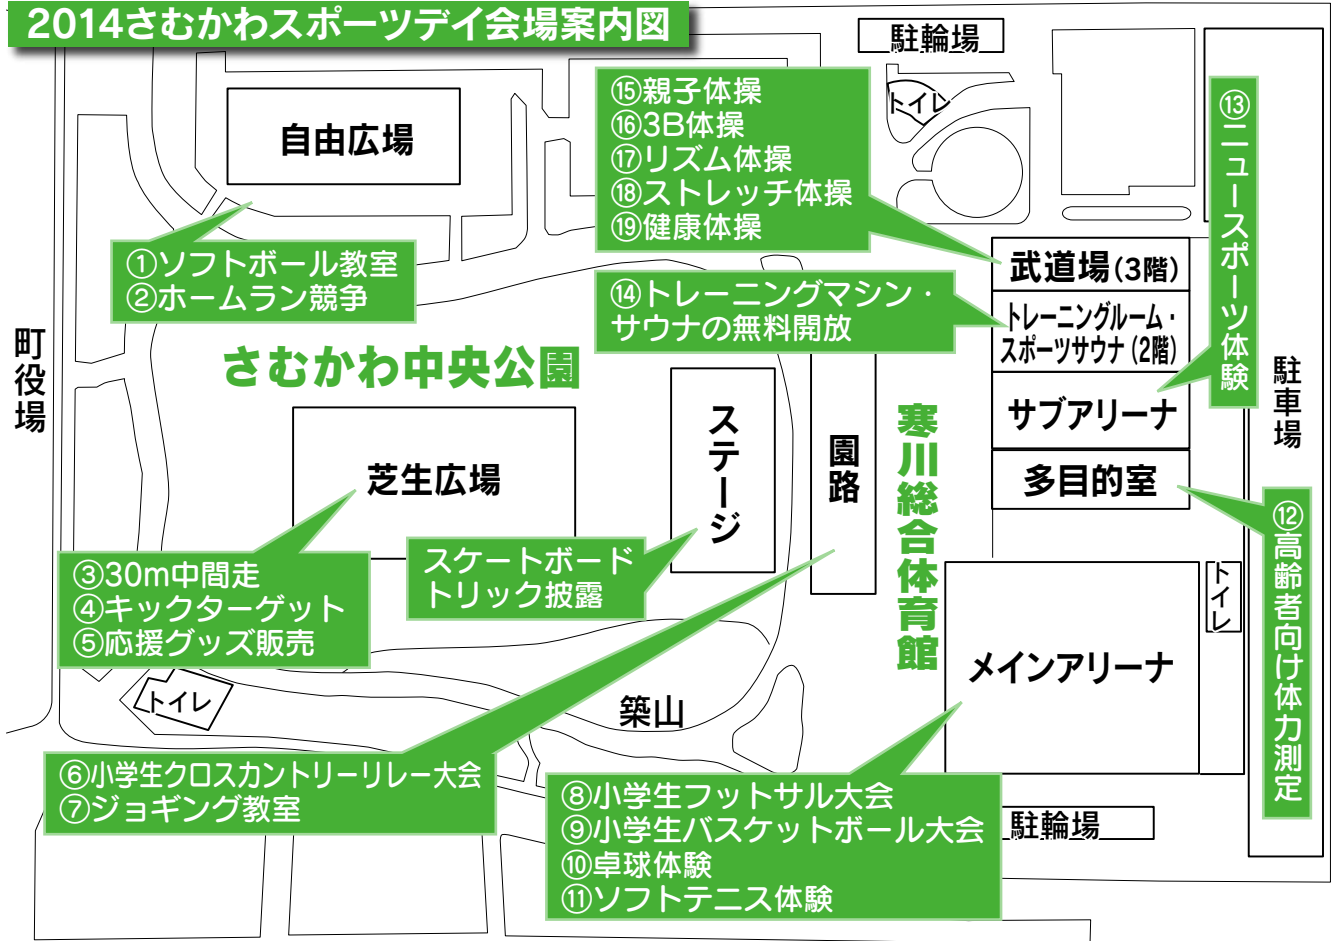 2014さむかわスポーツデイ会場案内図
駐輪場
自由広場
⑮親子体操
⑯3B体操
⑰リズム体操
⑱ストレッチ体操
⑲健康体操
トイレ
⑬ニュースポーツ体験
①ソフトボール教室
②ホームラン競争
武道場(3階)
⑭トレーニングマシン・
サウナの無料開放
トレーニングルーム・
スポーツサウナ(2階)
町役場
さむかわ中央公園
サブアリーナ
駐車場
芝生広場
ステージ
園路
寒川総合体育館
多目的室
⑫高齢者向け体力測定
③30m中間走
④キックターゲット
⑤応援グッズ販売
スケートボード
トリック披露
トイレ
メインアリーナ
トイレ
築山
⑥小学生クロスカントリーリレー大会
⑦ジョギング教室
⑧小学生フットサル大会
⑨小学生バスケットボール大会
⑩卓球体験
⑪ソフトテニス体験
駐輪場